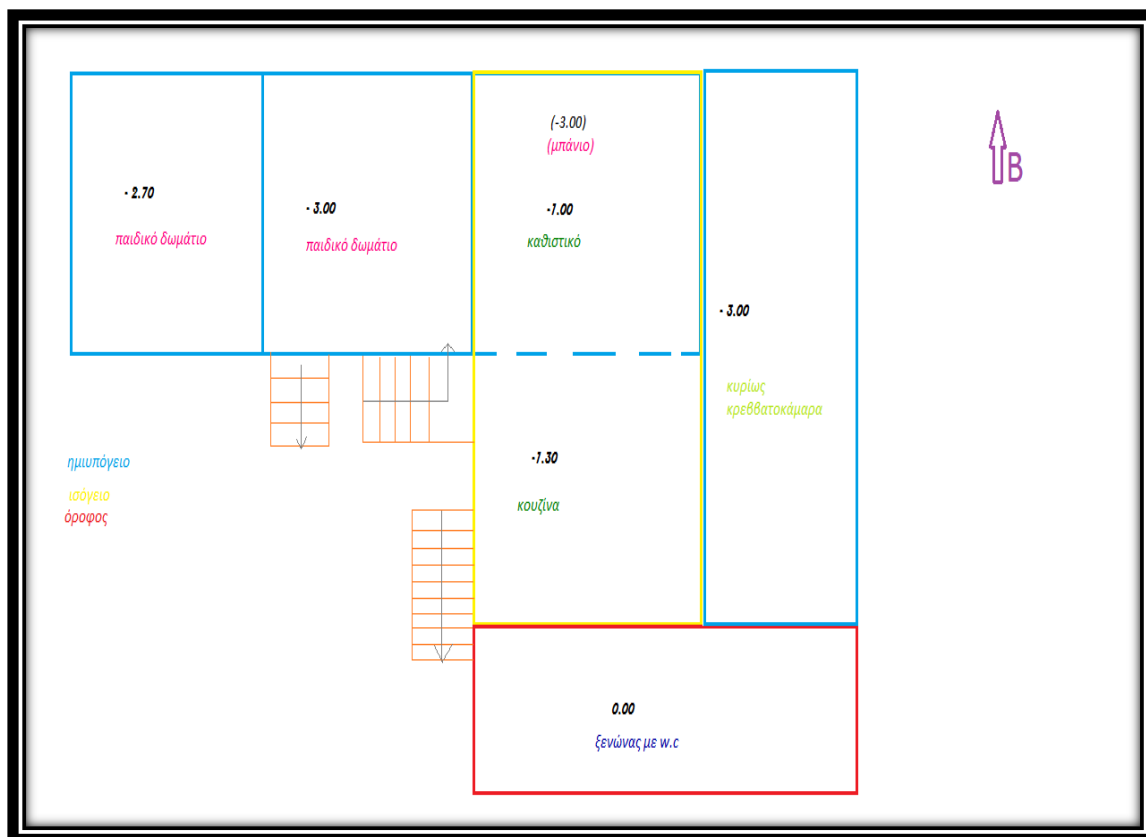 (-3.00)
(μπάνιο)
B
- 2.70
παιδικό δωμάτιο
- 3.00
παιδικό δωμάτιο
-1.00
καθιστικό
- 3.00
κυρίως
κρεββατοκάμαρα
ημιυπόγειο
ισόγειο
όροφος
-1.30
κουζίνα
0.00
ξενώνας με w.c